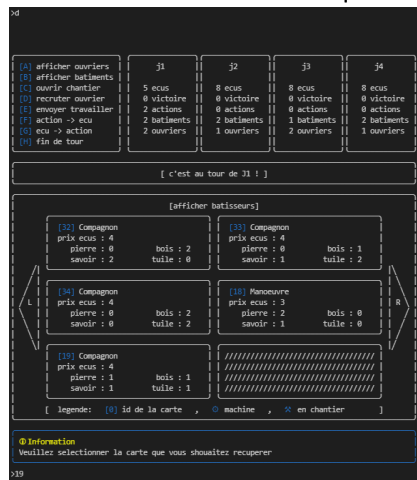 >d
[A] afficher ouvriers j1 j2 j3 j4
[B] afficher batiments
[C] ouvrir chantier 5 ecus 8 ecus 8 ecus 8 ecus
[D] recruter ouvrier 0 victoire 0 victoire 0 victoire 0 victoire
[E] envoyer travailler 2 actions 0 actions 0 actions 0 actions
[F] action -> ecu 2 batiments 2 batiments 1 batiments 2 batiments
[G] ecu -> action 2 ouvriers 1 ouvriers 2 ouvriers 1 ouvriers
[H] fin de tour
[ c'est au tour de J1 ! ]
[afficher batisseurs]
[32] Compagnon [33] Compagnon
prix ecus : 4 prix ecus : 4
pierre : 0 bois : 2 pierre : 0 bois : 1
savoir : 2 tuile : 0 savoir : 1 tuile : 2
[34] Compagnon [18] Manoeuvre
L prix ecus : 4 prix ecus : 3 R
pierre : 0 bois : 2 pierre : 2 bois : 0
savoir : 0 tuile : 2 savoir : 1 tuile : 0
[19] Compagnon ///////////////////////////////////
prix ecus : 4 ///////////////////////////////////
pierre : 1 bois : 1 ///////////////////////////////////
savoir : 1 tuile : 1 ///////////////////////////////////
[ legende: [0] id de la carte , ⚙ machine , ⚒ en chantier ]
Information
Veuillez selectionner la carte que vous shouaitez recuperer
>19